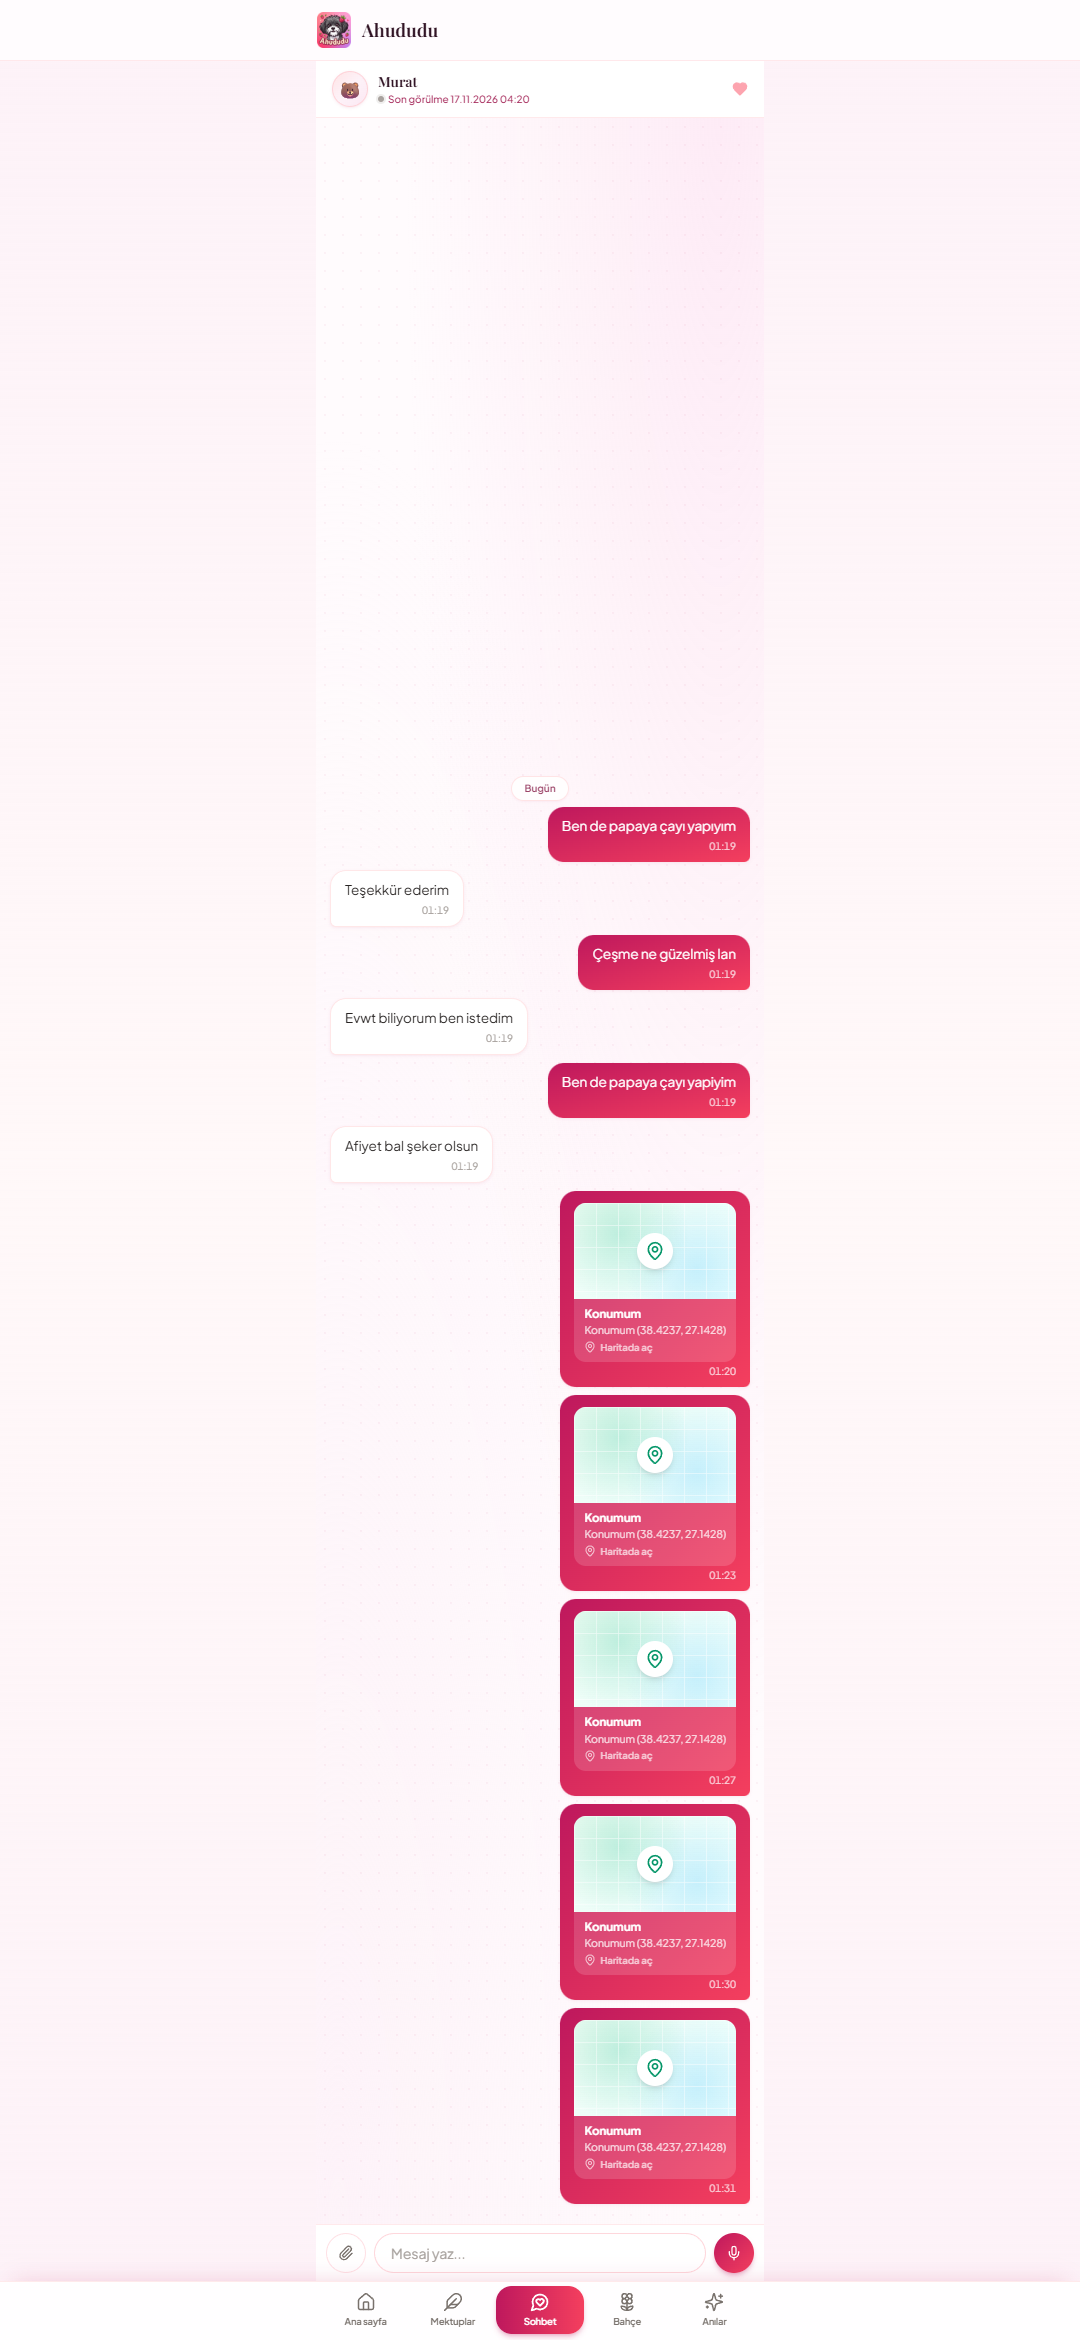 Ahududu
Ahududu
Murat
Son görülme 17.11.2026 04:20
Bugün
Ben de papaya çayı yapıyım
01:19
Teşekkür ederim
01:19
Çeşme ne güzelmiş lan
01:19
Evwt biliyorum ben istedim
01:19
Ben de papaya çayı yapiyim
01:19
Afiyet bal şeker olsun
01:19
Konumum
Konumum (38.4237, 27.1428)
Haritada aç
01:20
Konumum
Konumum (38.4237, 27.1428)
Haritada aç
01:23
Konumum
Konumum (38.4237, 27.1428)
Haritada aç
01:27
Konumum
Konumum (38.4237, 27.1428)
Haritada aç
01:30
Konumum
Konumum (38.4237, 27.1428)
Haritada aç
01:31
Mesaj yaz...
Ana sayfa
Mektuplar
Sohbet
Bahçe
Anılar